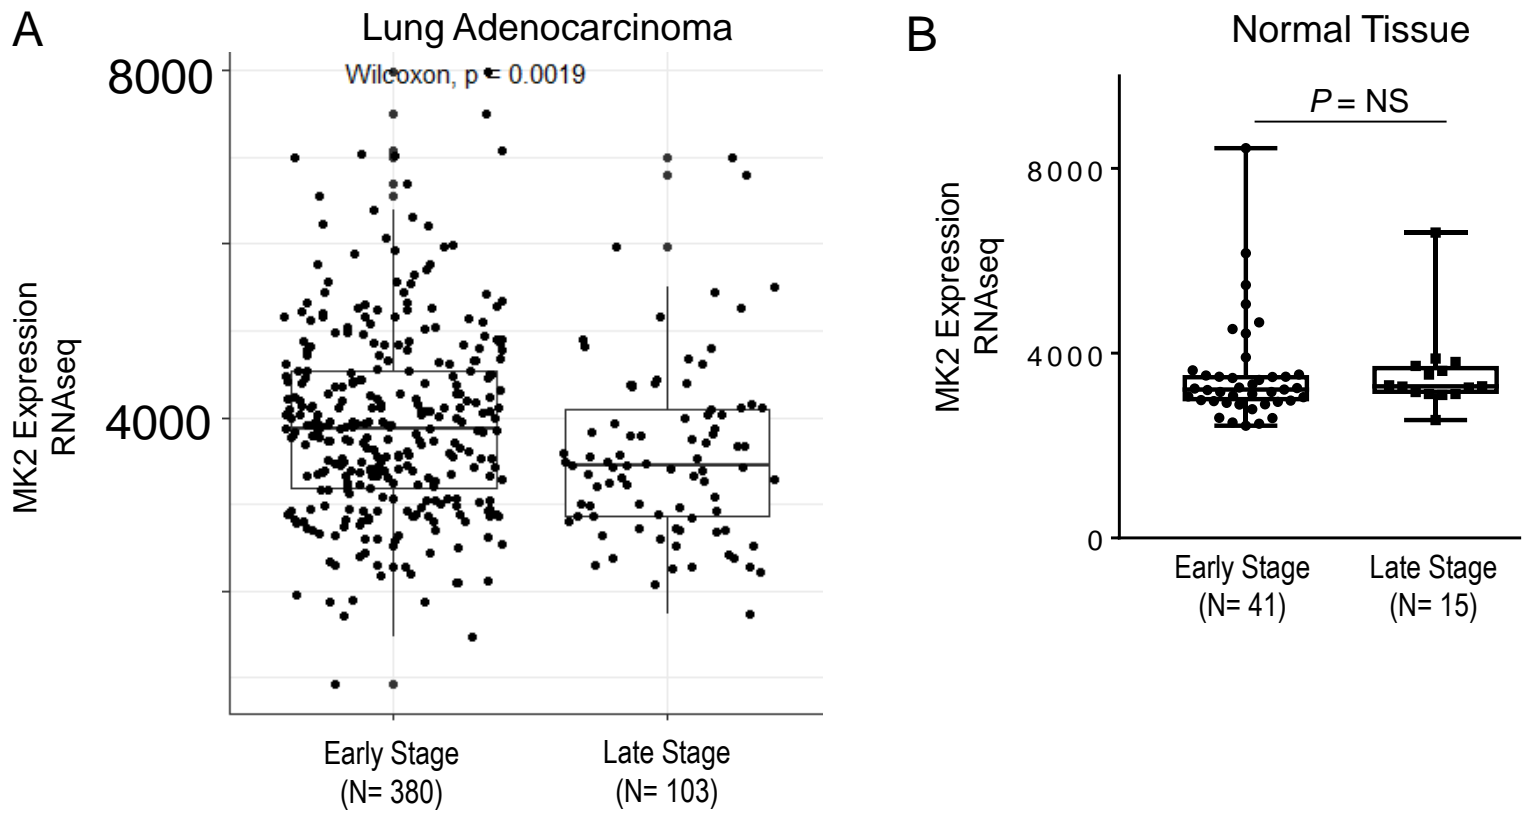 A
Lung Adenocarcinoma
Wilcoxon, p = 0.0019
8000
4000
MK2 Expression
RNAseq
Early Stage
(N= 380)
Late Stage
(N= 103)
B
Normal Tissue
P = NS
8000
4000
0
MK2 Expression
RNAseq
Early Stage
(N= 41)
Late Stage
(N= 15)